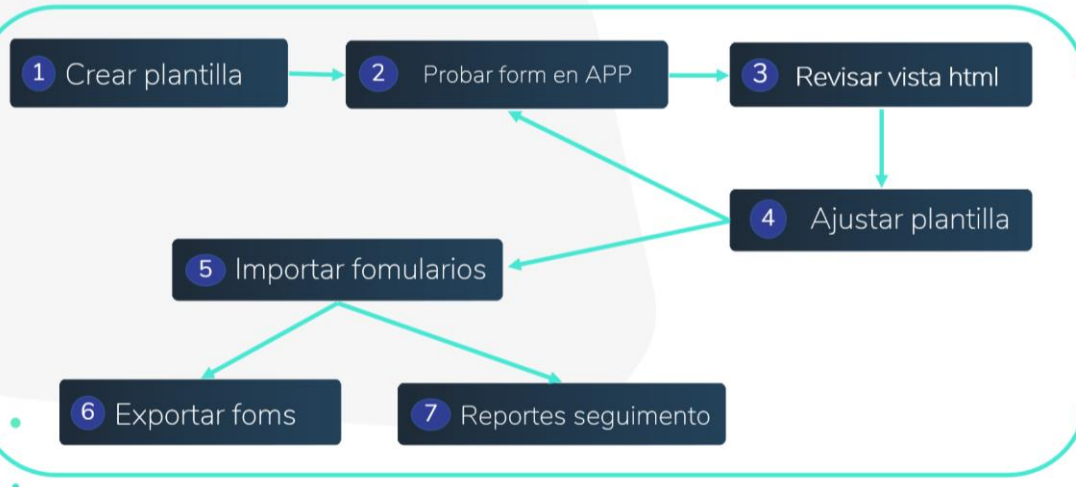 1 Crear plantilla
2 Probar form en APP
3 Revisar vista html
4 Ajustar plantilla
5 Importar fomularios
6 Exportar foms
7 Reportes seguimento